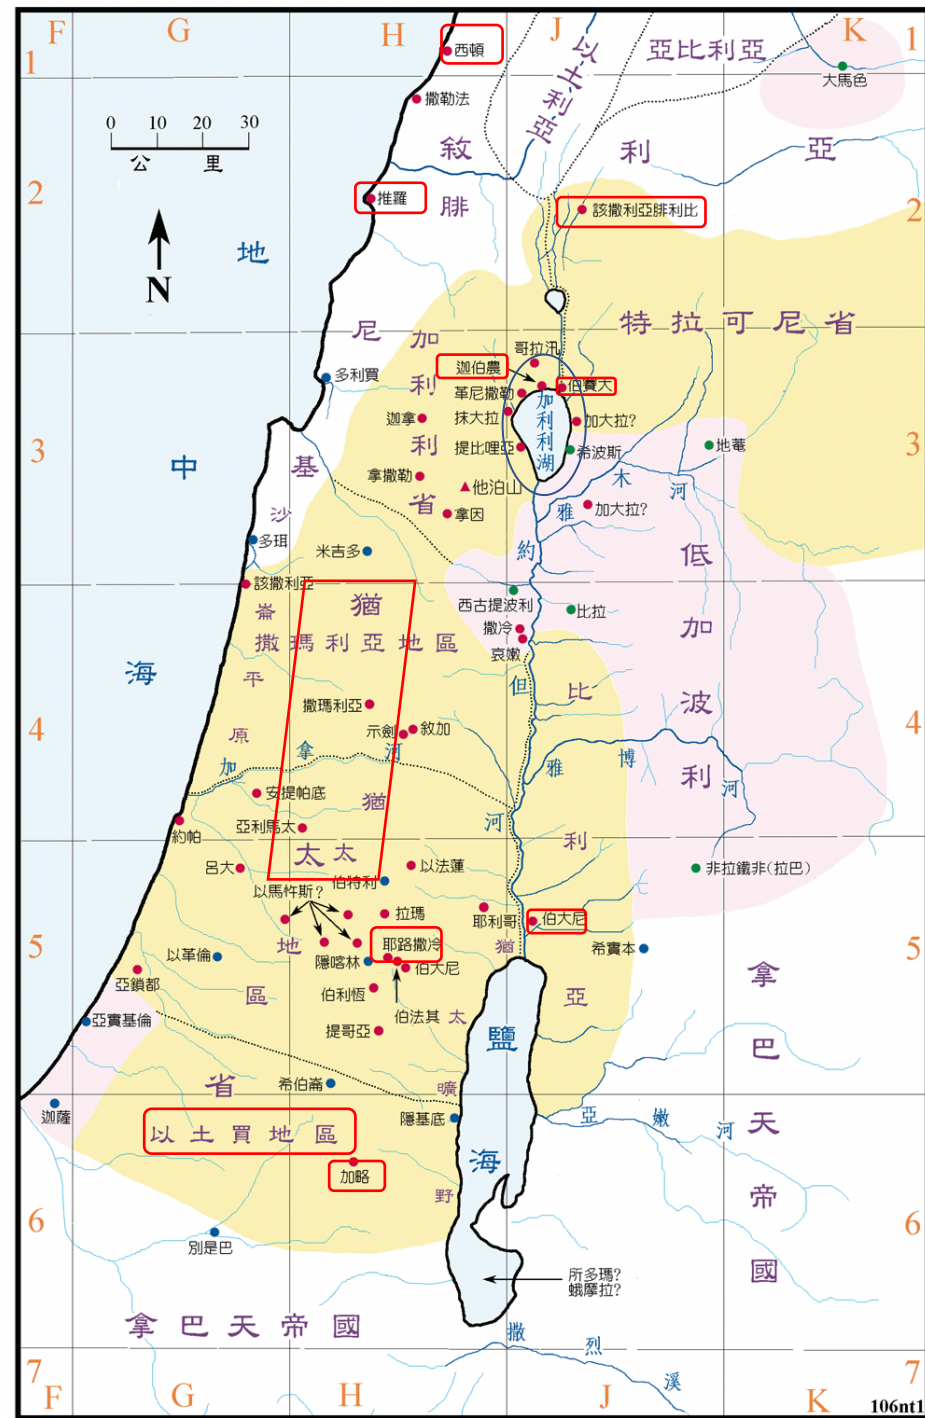 F G H J K
1 1
西頓
以土利亞
亞比利亞
大馬色
撒勒法
0 10 20 30
公 里
敘 利 亞
2 2
推羅
腓
該撒利亞腓利比
N
地
尼
加
特拉可尼省
哥拉汛
迦伯農
伯賽大
多利買
利
革尼撒勒
加利利湖
迦拿
抹大拉
加大拉?
3 3
中
基
利
提比哩亞
希波斯
地菴
拿撒勒
他泊山
木
河
沙
省
拿因
雅
加大拉?
多珥
米吉多
約
低
該撒利亞
西古提波利
比拉
崙
猶
撒冷
加
撒瑪利亞地區
哀嫩
海
平
但
比
波
撒瑪利亞
4 4
原
示劍
敘加
加
拿
河
雅
博
利
安提帕底
猶
河
約帕
亞利馬太
河
利
太 太
呂大
伯特利
以法蓮
非拉鐵非(拉巴)
以馬忤斯?
拉瑪
耶利哥
伯大尼
地
耶路撒冷
猶
希實本
5 5
以革倫
隱喀林
伯大尼
拿
亞鎖都
區
伯利恆
亞
亞實基倫
伯法其
太
鹽
提哥亞
巴
省
希伯崙
曠
迦薩
隱基底
亞
嫩
河
天
以土買地區
海
加略
野
帝
6 6
別是巴
國
所多瑪?
蛾摩拉?
拿巴天帝國
撒
烈
溪
7 7
F G H J K
106nt1